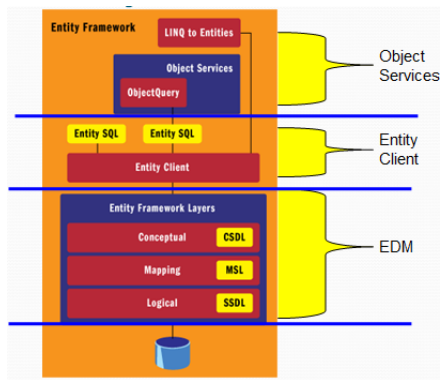 Entity Framework
LINQ to Entities
Object Services
ObjectQuery
Object
Services
Entity SQL
Entity SQL
Entity Client
Entity
Client
Entity Framework Layers
Conceptual
CSDL
Mapping
MSL
Logical
SSDL
EDM